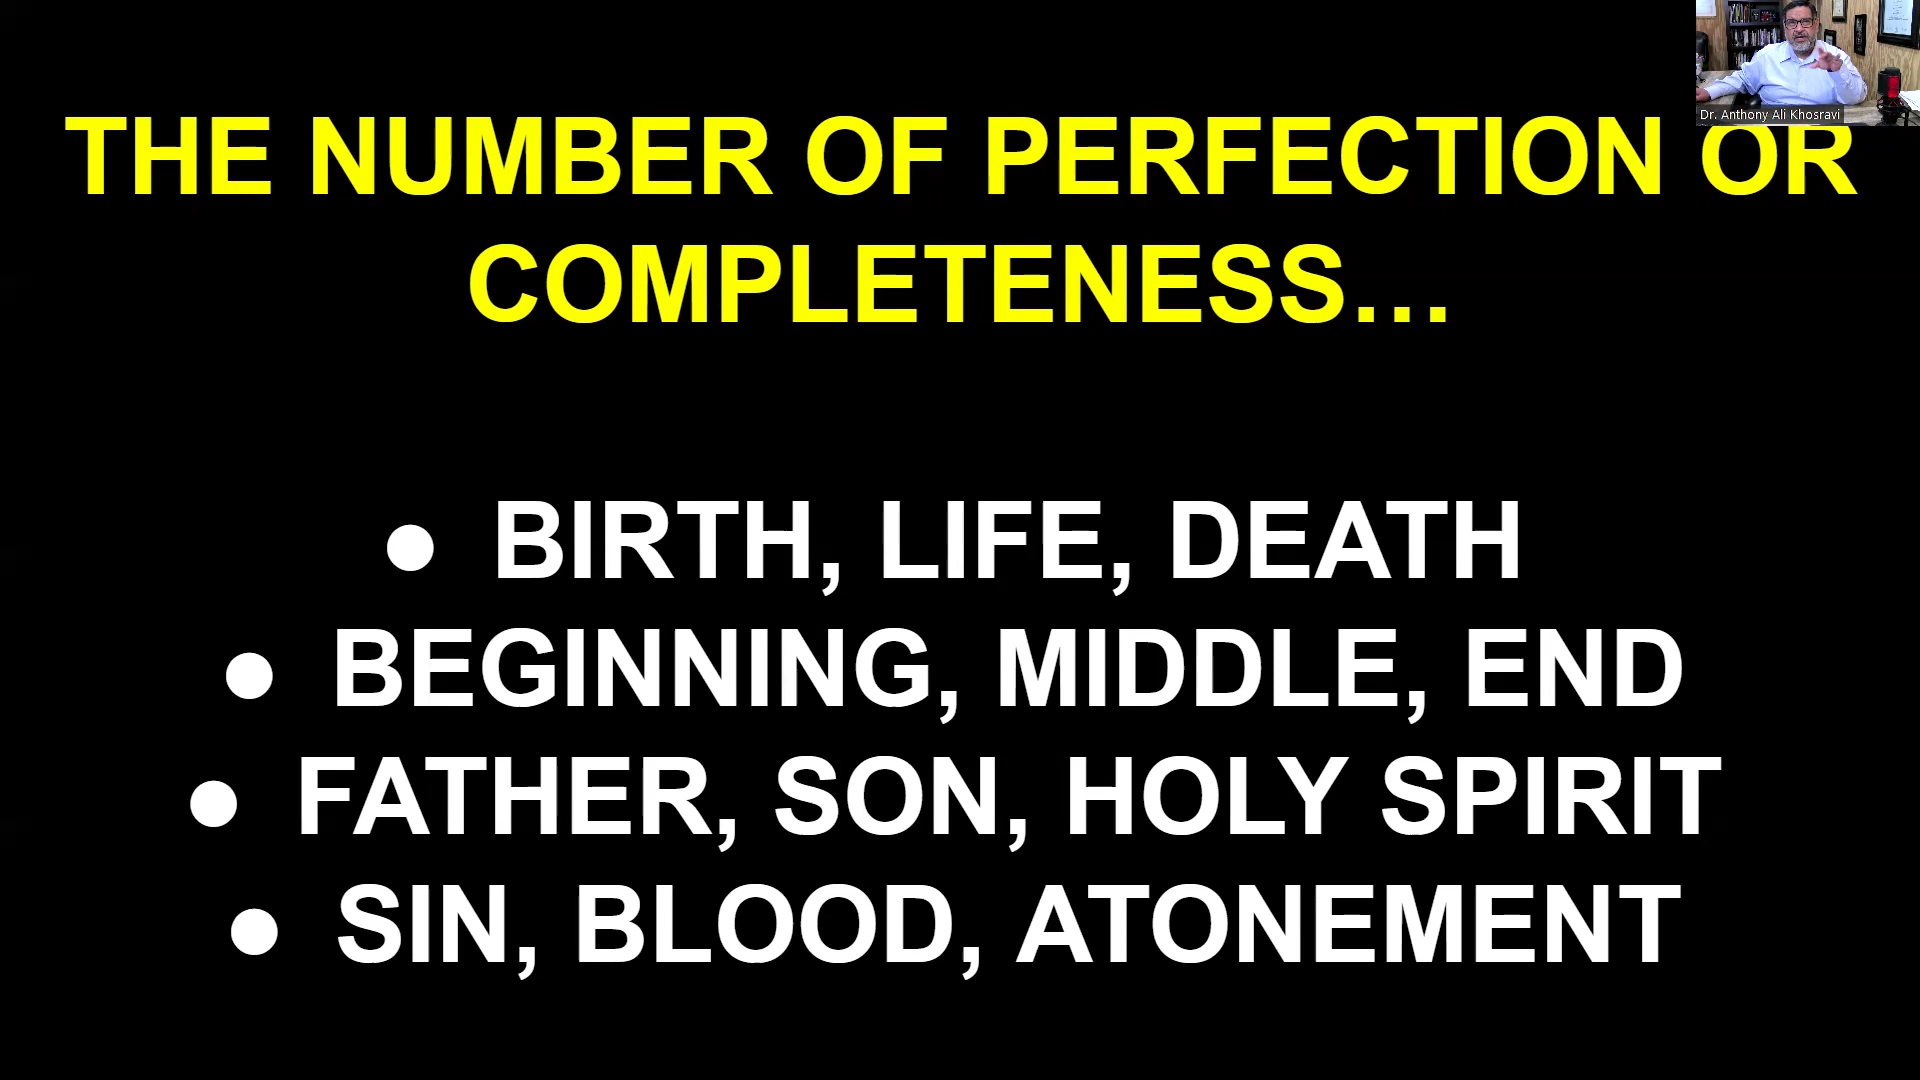 Dr. Anthony Ali Khosravi
THE NUMBER OF PERFECTION OR
COMPLETENESS…
● BIRTH, LIFE, DEATH
● BEGINNING, MIDDLE, END
● FATHER, SON, HOLY SPIRIT
● SIN, BLOOD, ATONEMENT